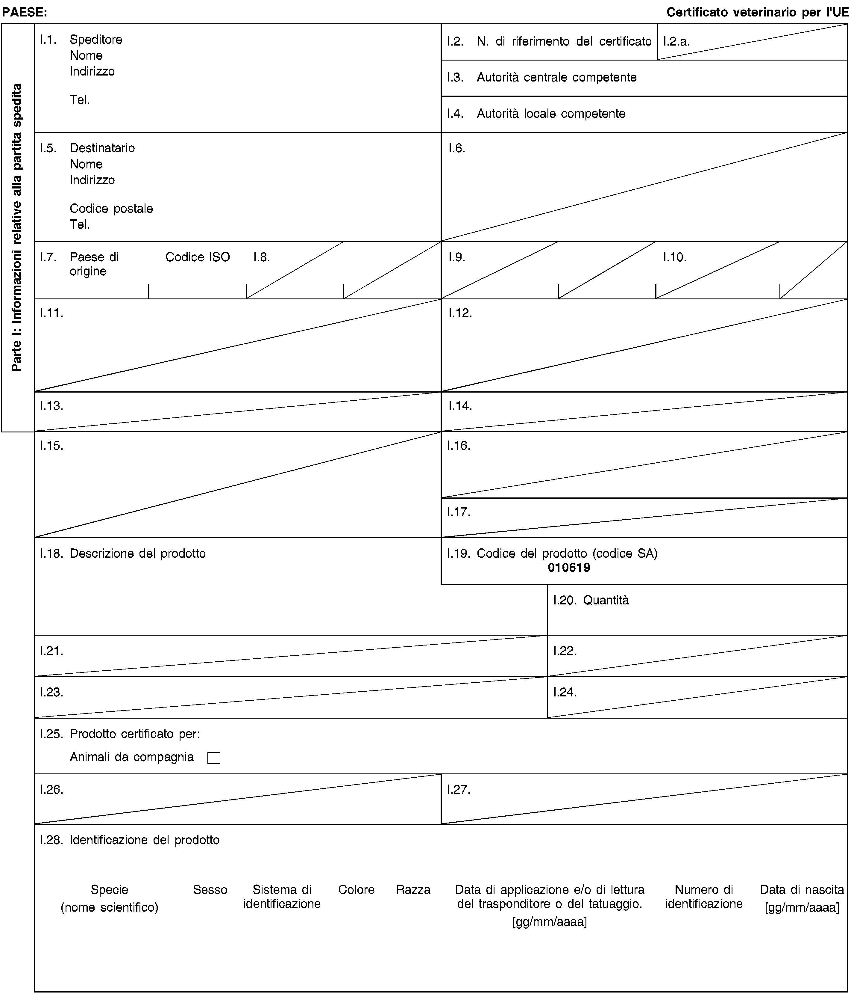 PAESE:
Certificato veterinario per l'UE
Parte I: Informazioni relative alla partita spedita
I.1. Speditore
Nome
Indirizzo
Tel.
I.2. N. di riferimento del certificato
I.2.a.
I.3. Autorità centrale competente
I.4. Autorità locale competente
I.5. Destinatario
Nome
Indirizzo
Codice postale
Tel.
I.6.
I.7. Paese di
origine
Codice ISO
I.8.
I.9.
I.10.
I.11.
I.12.
I.13.
I.14.
I.15.
I.16.
I.17.
I.18. Descrizione del prodotto
I.19. Codice del prodotto (codice SA)
010619
I.20. Quantità
I.21.
I.22.
I.23.
I.24.
I.25. Prodotto certificato per:
Animali da compagnia
I.26.
I.27.
I.28. Identificazione del prodotto
Specie
(nome scientifico)
Sesso
Sistema di
identificazione
Colore
Razza
Data di applicazione e/o di lettura
del trasponditore o del tatuaggio.
[gg/mm/aaaa]
Numero di
identificazione
Data di nascita
[gg/mm/aaaa]